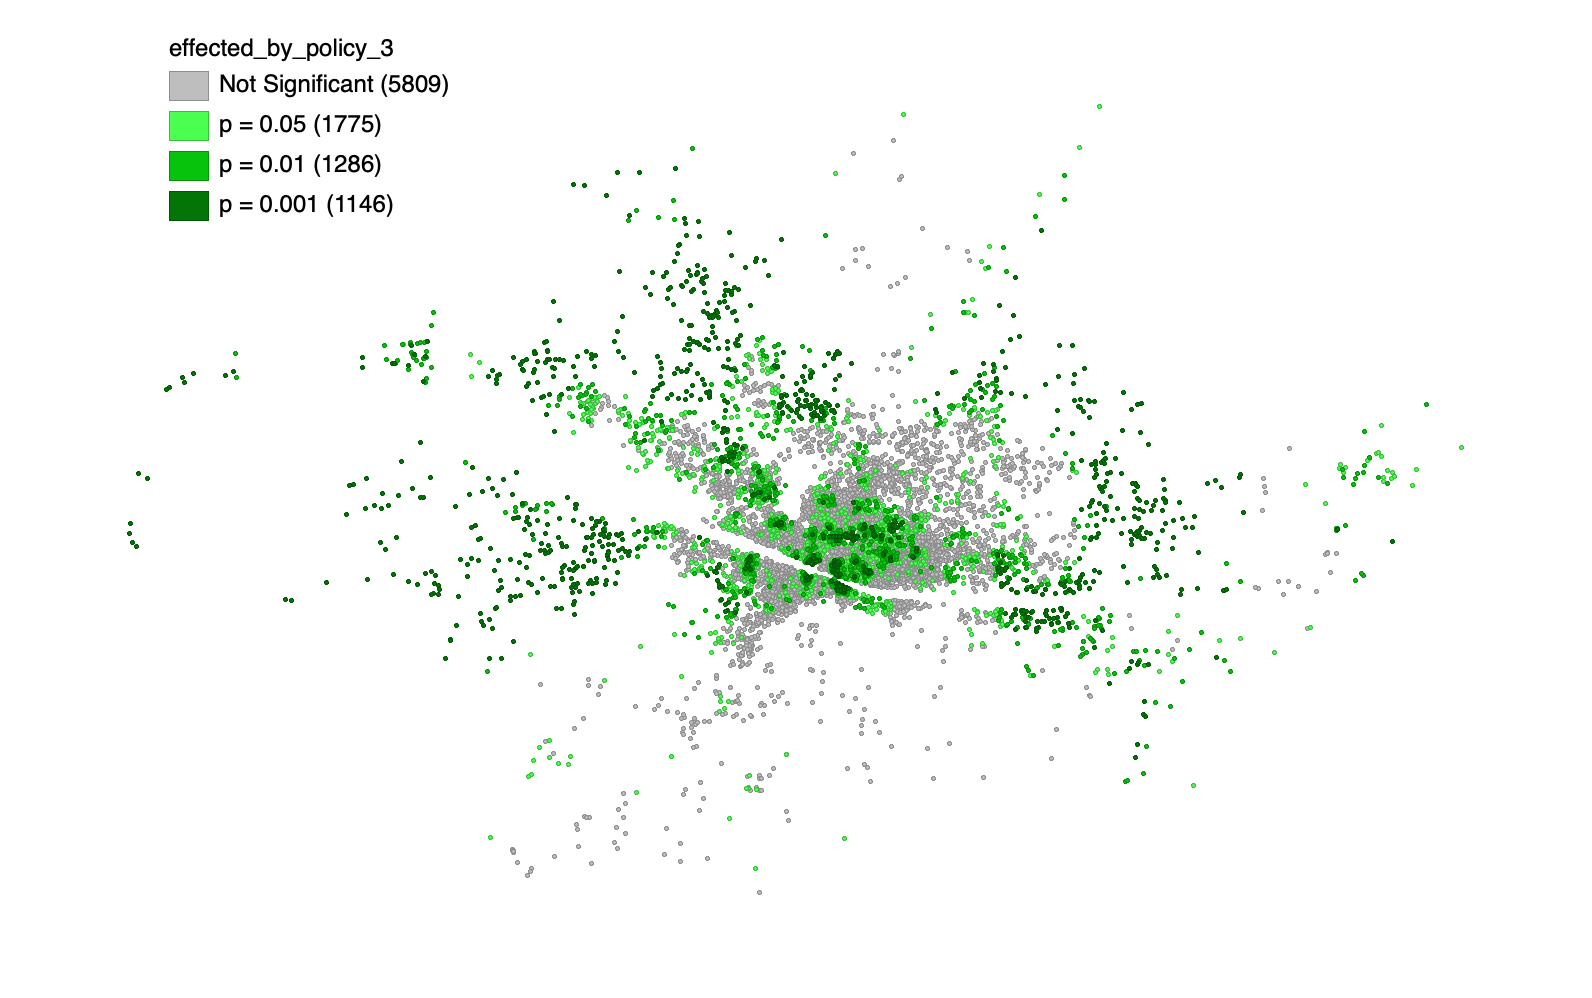 effected_by_policy_3
Not Significant (5809)
p = 0.05 (1775)
p = 0.01 (1286)
p = 0.001 (1146)